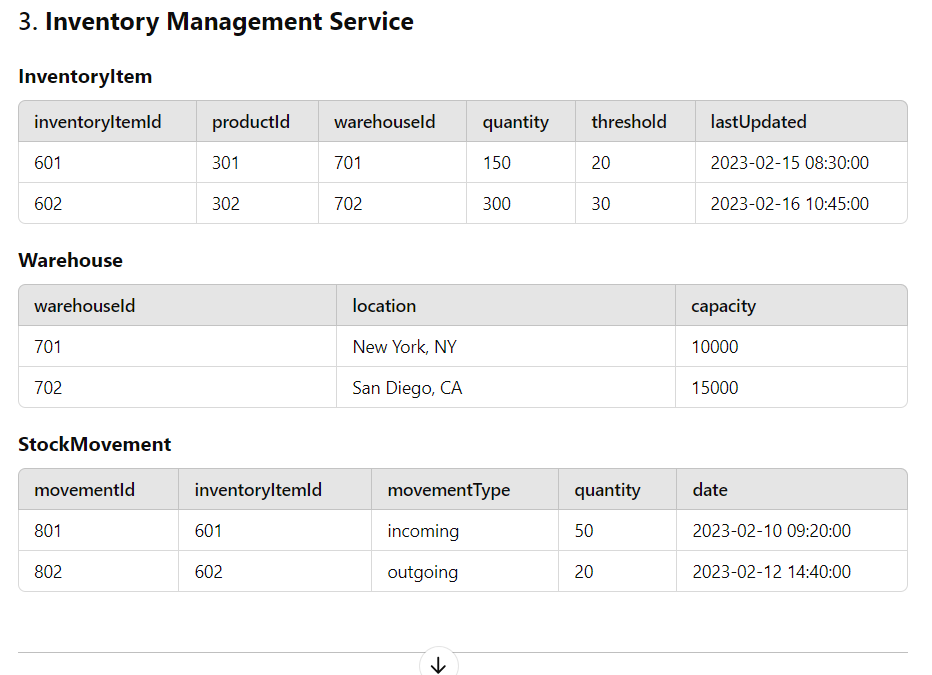 3. Inventory Management Service
InventoryItem
inventoryItemId productId warehouseId quantity threshold lastUpdated
601 301 701 150 20 2023-02-15 08:30:00
602 302 702 300 30 2023-02-16 10:45:00
Warehouse
warehouseId location capacity
701 New York, NY 10000
702 San Diego, CA 15000
StockMovement
movementId inventoryItemId movementType quantity date
801 601 incoming 50 2023-02-10 09:20:00
802 602 outgoing 20 2023-02-12 14:40:00